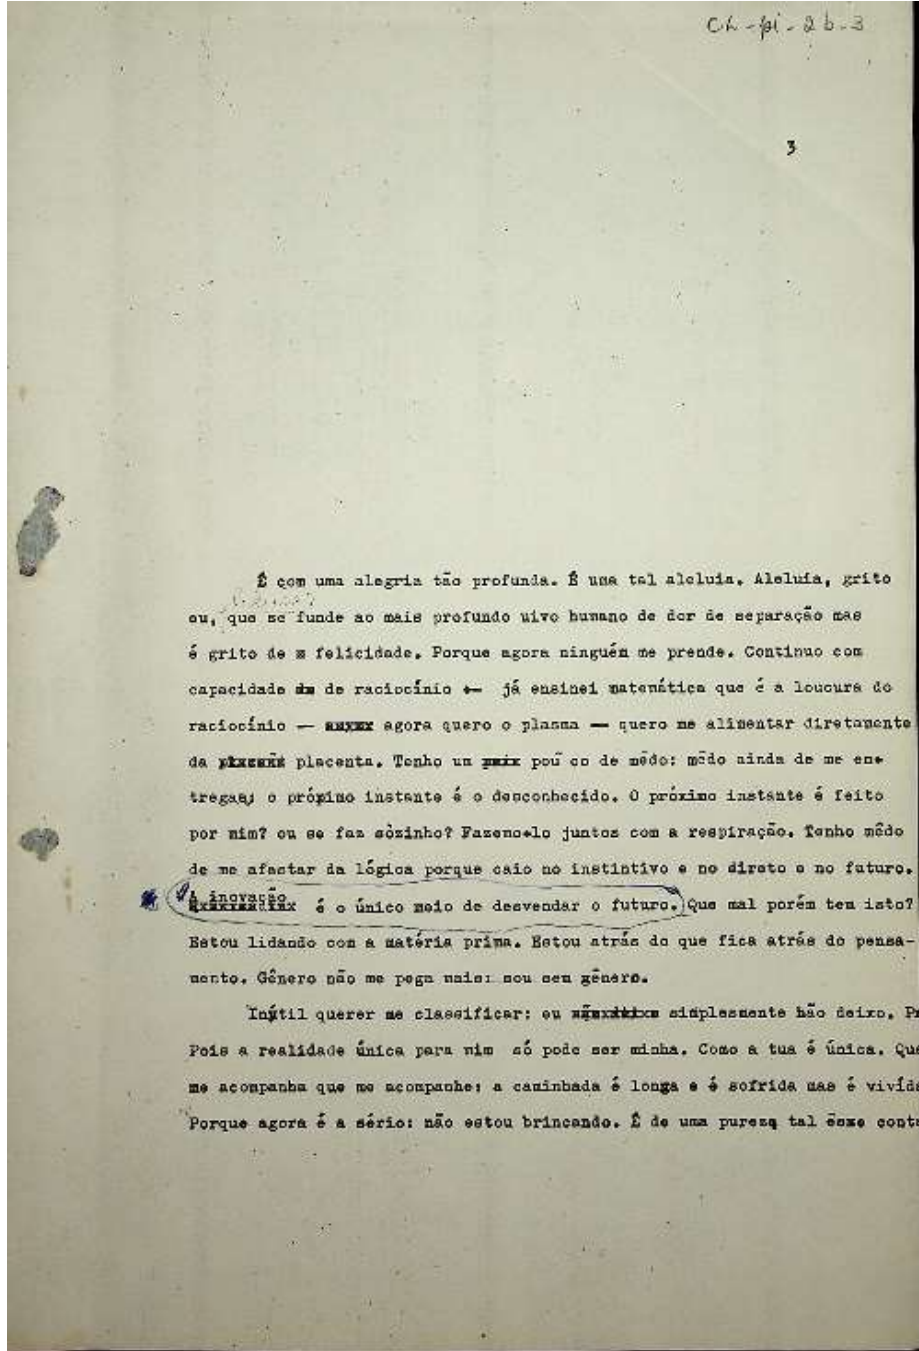 CL-pi-2b-3
3
É com uma alegria tão profunda. É uma tal aleluia. Aleluia, grito
eu, que se funde ao mais profundo uivo humano de dor de separação mas
é grito de x felicidade. Porque agora ninguém me prende. Continuo com
capacidade de raciocínio — já ensinei matemática que é a loucura do
raciocínio — agora quero o plasma — quero me alimentar diretamente
da placenta. Tenho um pou co de mêdo: mêdo ainda de me en-
tregar; o próximo instante é o desconhecido. O próximo instante é feito
por mim? ou se faz sòzinho? Fazemo-lo juntos com a respiração. Tenho mêdo
de me afastar da lógica porque caio no instintivo e no direto e no futuro.
A inovação
é o único meio de desvendar o futuro. Que mal porém tem isto?
Estou lidando com a matéria prima. Estou atrás do que fica atrás do pensa-
mento. Gênero não me pega mais: sou sem gênero.
Inútil querer me classificar: eu simplesmente não deixo. P
Pois a realidade única para mim só pode ser minha. Como a tua é única. Que
me acompanha que me acompanhe: a caminhada é longa e é sofrida mas é vivida
Porque agora é a sério: não estou brincando. É de uma pureza tal êsse conta